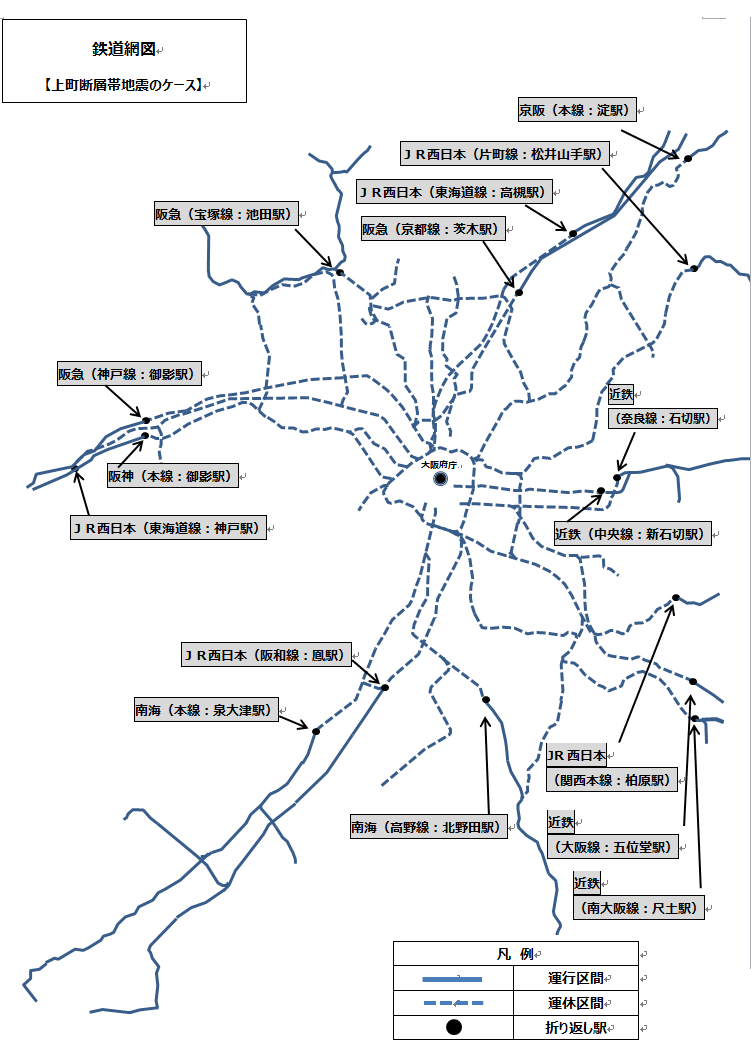 鉄道網図
【上町断層帯地震のケース】
京阪（本線：淀駅）
ＪＲ西日本（片町線：松井山手駅）
ＪＲ西日本（東海道線：高槻駅）
阪急（宝塚線：池田駅）
阪急（京都線：茨木駅）
阪急（神戸線：御影駅）
近鉄
（奈良線：石切駅）
大阪府庁
阪神（本線：御影駅）
ＪＲ西日本（東海道線：神戸駅）
近鉄（中央線：新石切駅）
ＪＲ西日本（阪和線：鳳駅）
南海（本線：泉大津駅）
JR西日本
（関西本線：柏原駅）
南海（高野線：北野田駅）
近鉄
（大阪線：五位堂駅）
近鉄
（南大阪線：尺土駅）
凡 例
運行区間
運休区間
折り返し駅